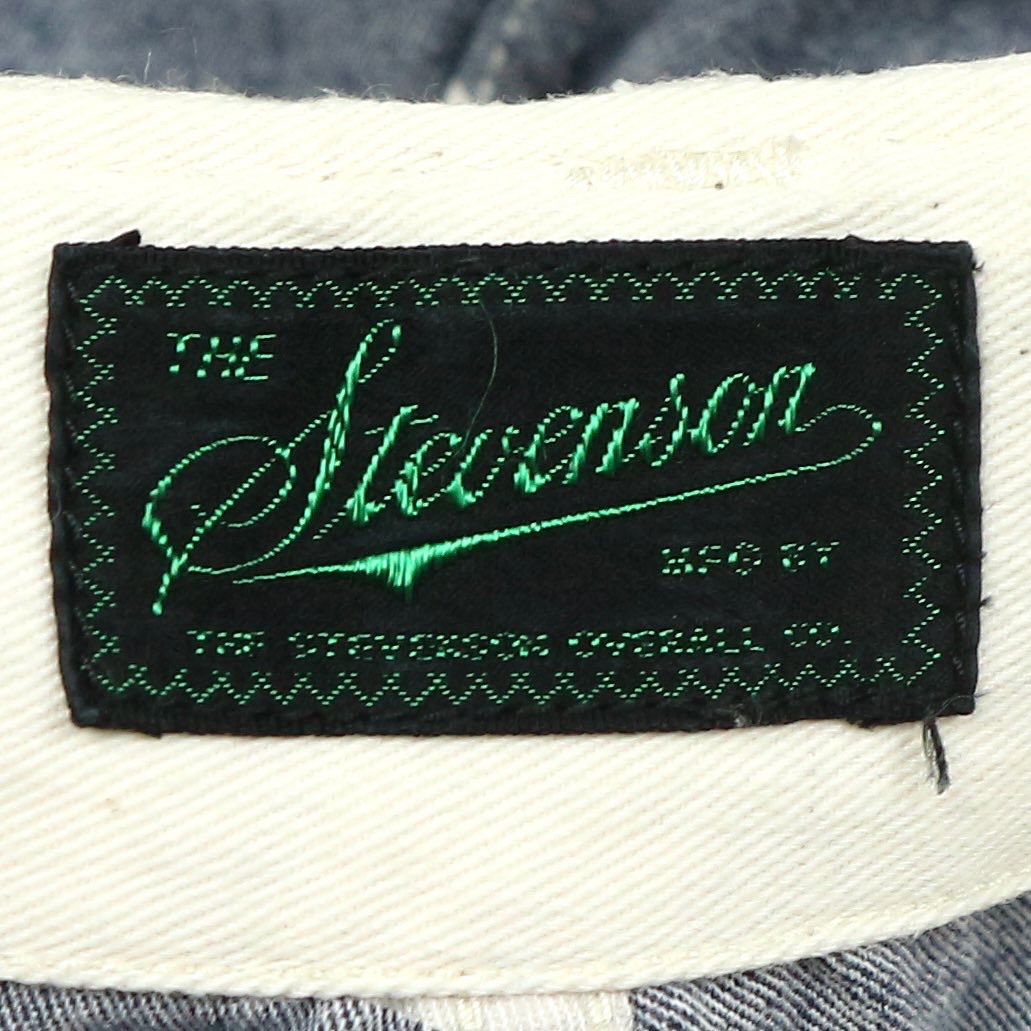 THE
Stevenson
MFG BY
THE STEVENSON OVERALL CO.